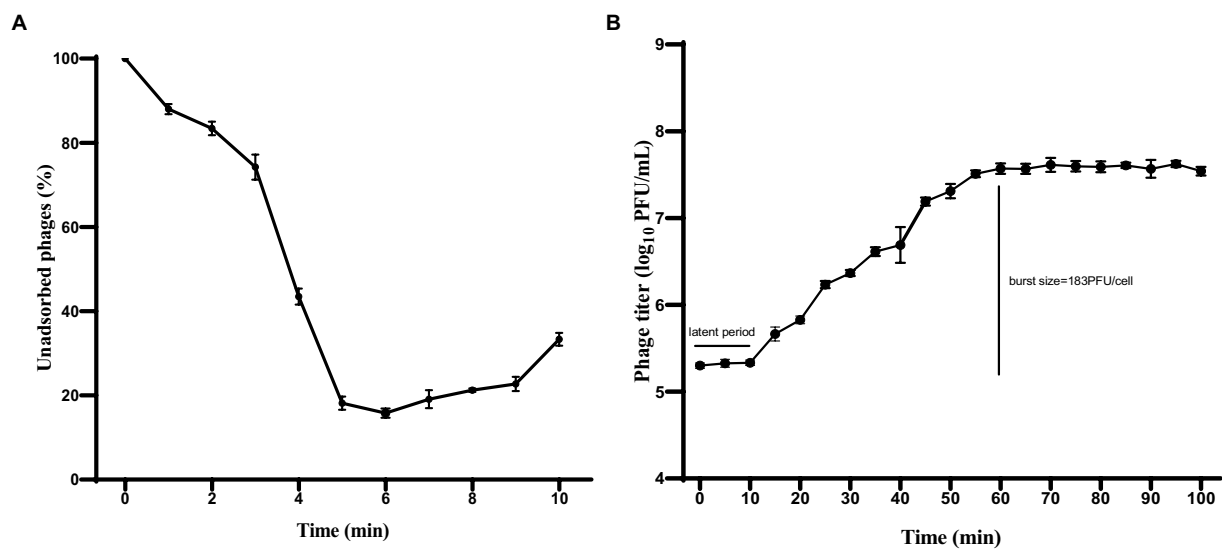 A
Unadsorbed phages (%)
100
80
60
40
20
0
0 2 4 6 8 10
Time (min)
B
Phage titer (log10 PFU/mL)
9
8
7
6
5
4
latent period
burst size=183PFU/cell
0 10 20 30 40 50 60 70 80 90 100
Time (min)